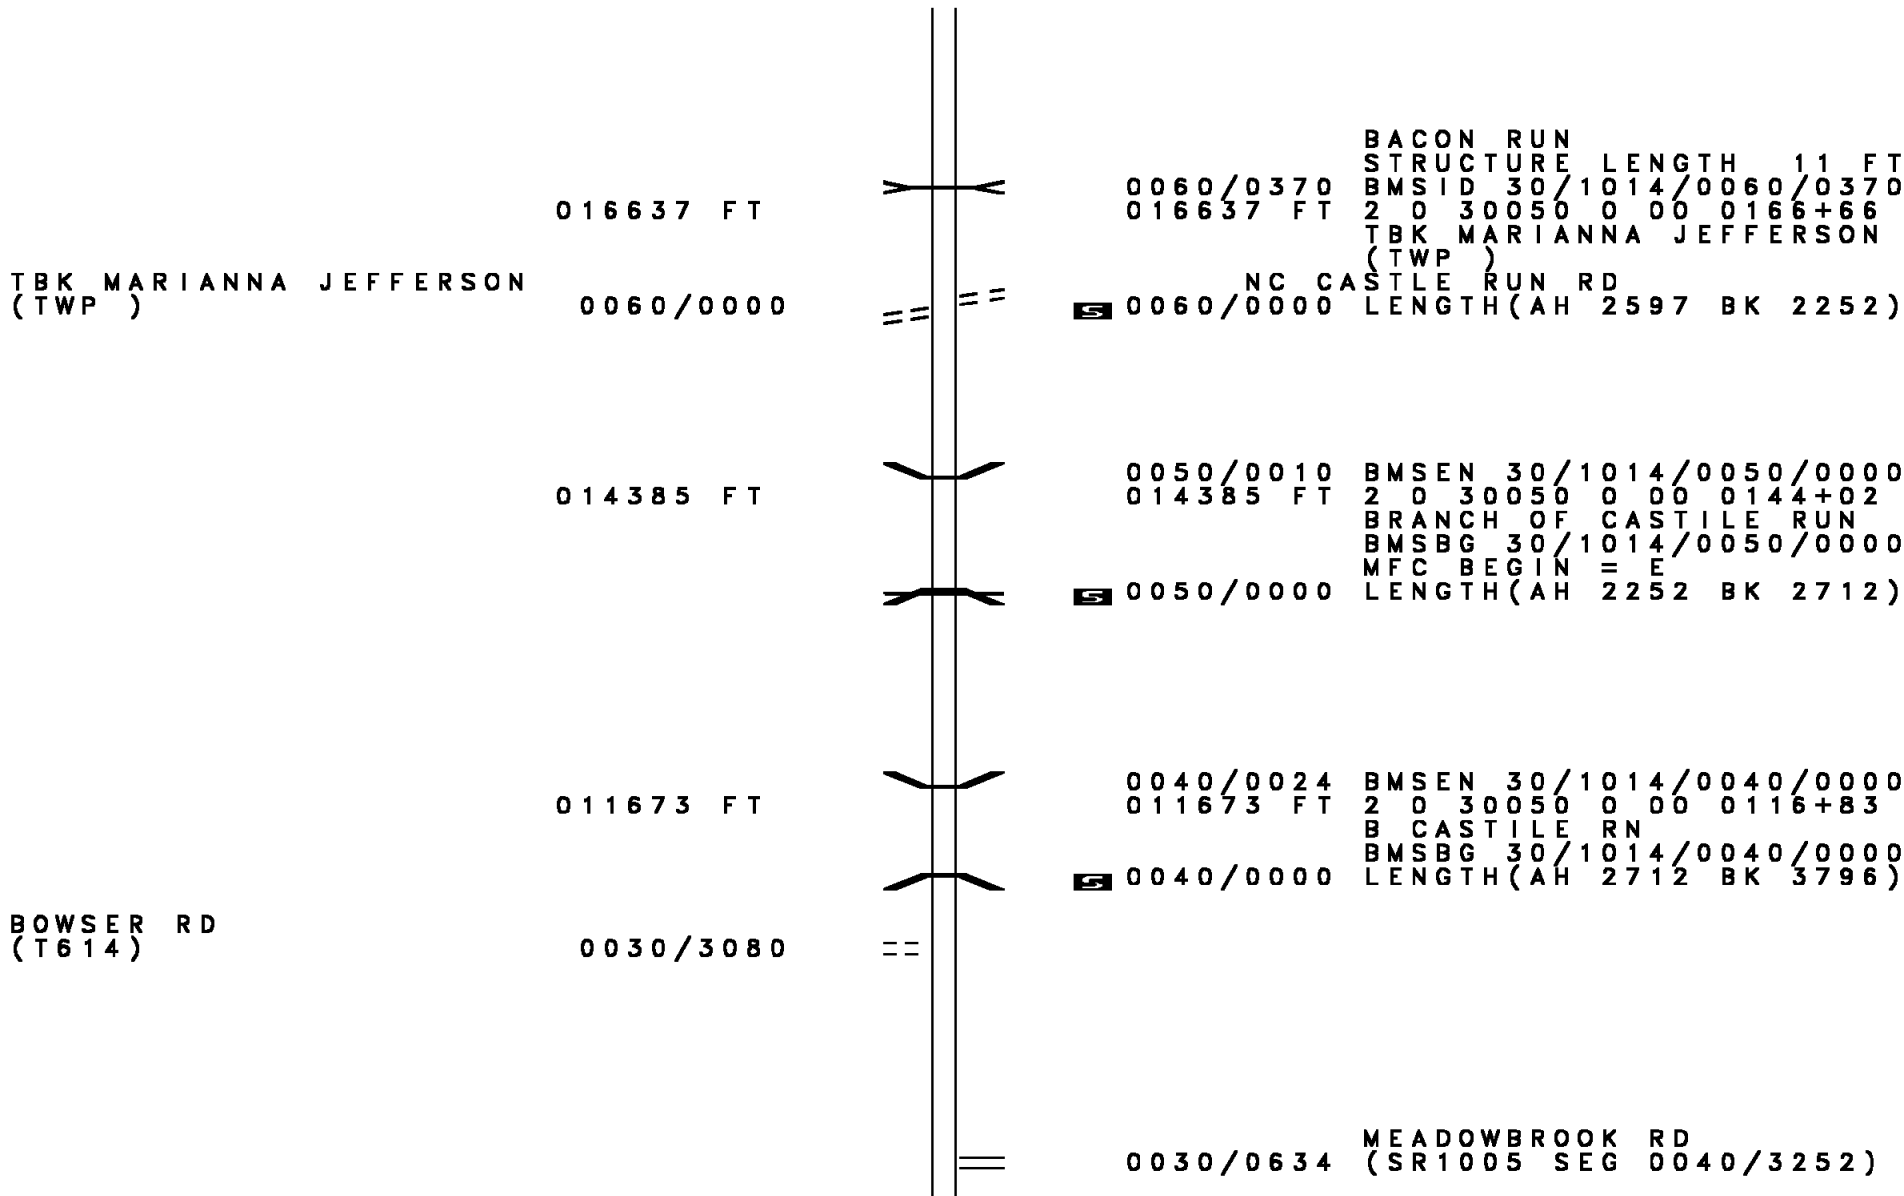 BACON RUN
STRUCTURE LENGTH 11 FT
0060/0370 BMSID 30/1014/0060/0370
016637 FT 016637 FT 2 0 30050 0 00 0166+66
TBK MARIANNA JEFFERSON
(TWP )
TBK MARIANNA JEFFERSON NC CASTLE RUN RD
(TWP ) 0060/0000 S 0060/0000 LENGTH(AH 2597 BK 2252)
0050/0010 BMSEN 30/1014/0050/0000
014385 FT 014385 FT 2 0 30050 0 00 0144+02
BRANCH OF CASTILE RUN
BMSBG 30/1014/0050/0000
MFC BEGIN = E
S 0050/0000 LENGTH(AH 2252 BK 2712)
0040/0024 BMSEN 30/1014/0040/0000
011673 FT 011673 FT 2 0 30050 0 00 0116+83
B CASTILE RN
BMSBG 30/1014/0040/0000
S 0040/0000 LENGTH(AH 2712 BK 3796)
BOWSER RD
(T614) 0030/3080
MEADOWBROOK RD
0030/0634 (SR1005 SEG 0040/3252)